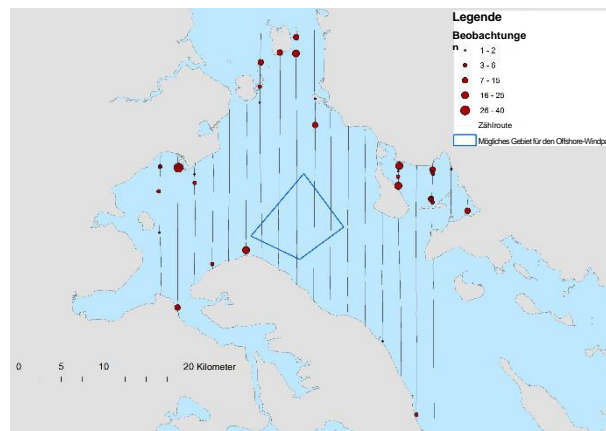 Legende
Beobachtunge
n
1 - 2
3 - 6
7 - 15
16 - 25
26 - 40
Zählroute
Mögliches Gebiet für den Offshore-Windpa
0 5 10 20 Kilometer